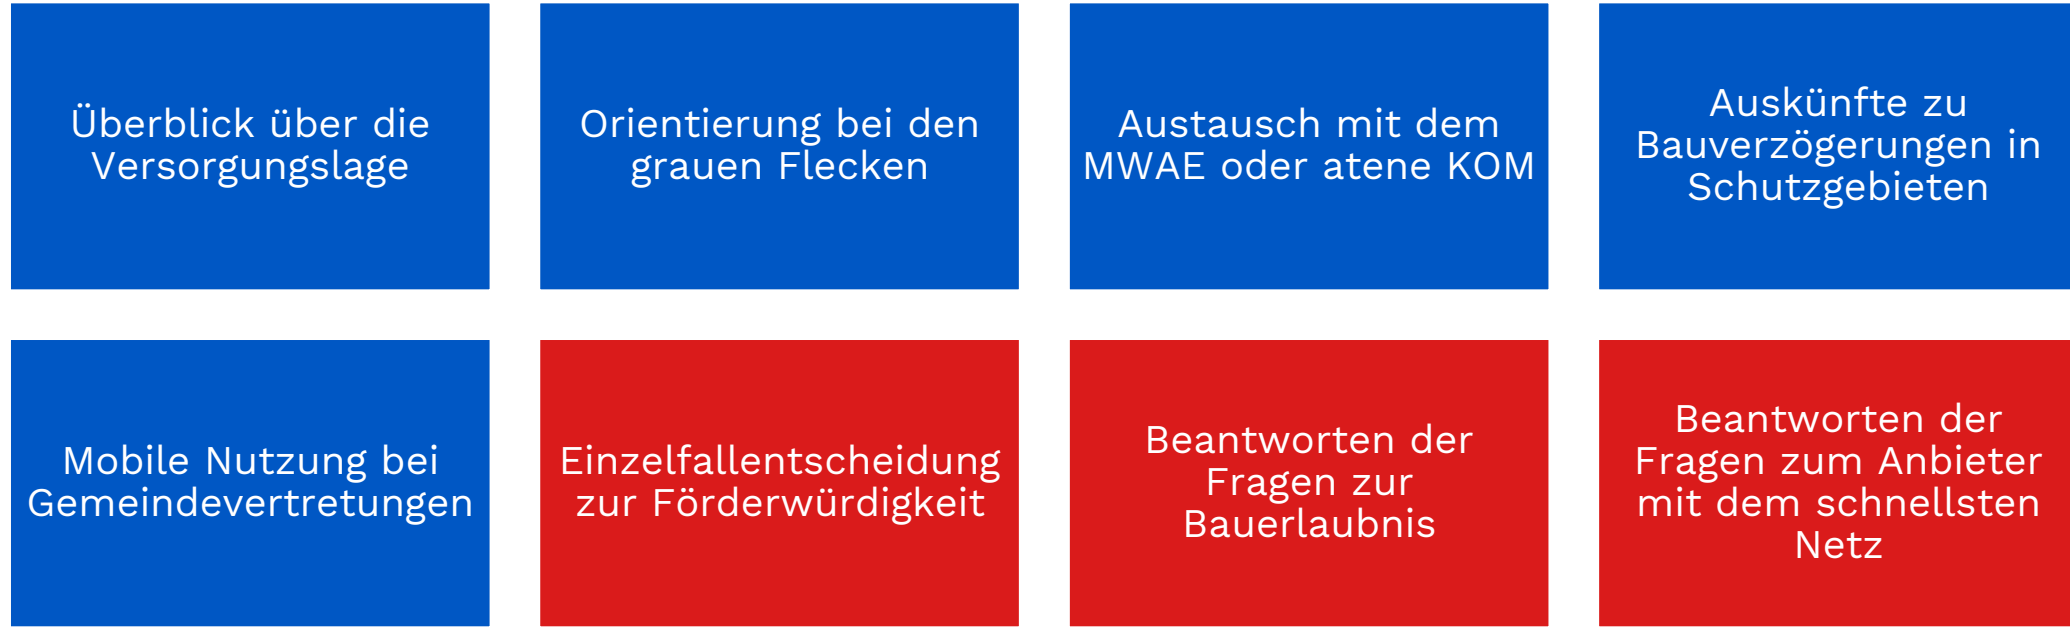 Überblick über die
Versorgungslage
Orientierung bei den
grauen Flecken
Austausch mit dem
MWAE oder atene KOM
Auskünfte zu
Bauverzögerungen in
Schutzgebieten
Mobile Nutzung bei
Gemeindevertretungen
Einzelfallentscheidung
zur Förderwürdigkeit
Beantworten der
Fragen zur
Bauerlaubnis
Beantworten der
Fragen zum Anbieter
mit dem schnellsten
Netz